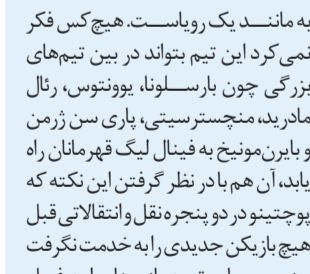 به مانند یک رویاست. هیچ‌کس فکر
نمی‌کرد این تیم بتواند در بین تیم‌های
بزرگی چون بارسلونا، یوونتوس، رئال
مادرید، منچسترسیتی، پاری سن ژرمن
و بایرن‌مونیخ به فینال لیگ قهرمانان راه
یابد، آن هم با در نظر گرفتن این نکته که
پوچتینو در دو پنجره نقل و انتقالاتی قبل
هیچ بازیکن جدیدی را به خدمت نگرفت